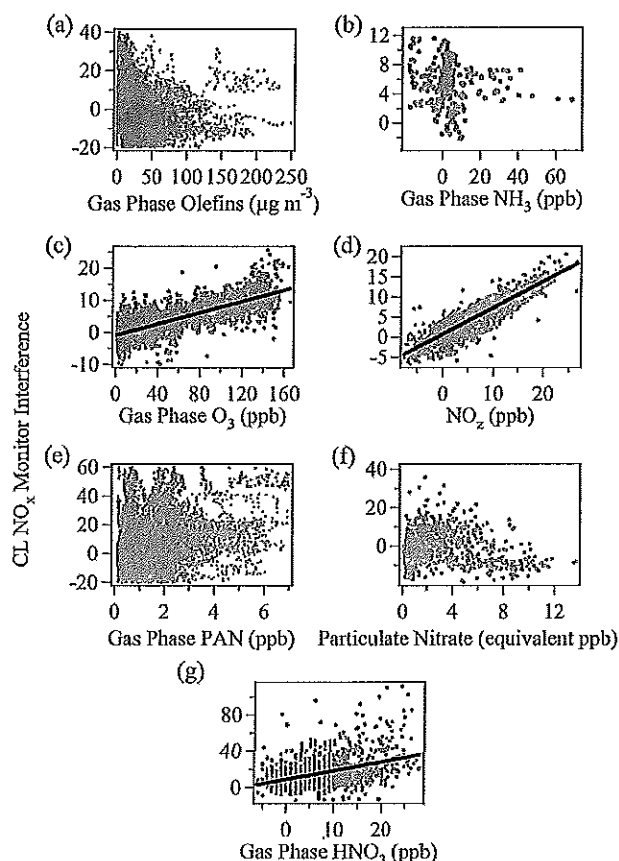 CL NOx Monitor Interference
(a)
40
20
0
-20
0 50 100 150 200 250
Gas Phase Olefins (µg m⁻³)
(b)
12
8
4
0
0 20 40 60
Gas Phase NH₃ (ppb)
(c)
20
10
0
-10
0 40 80 120 160
Gas Phase O₃ (ppb)
(d)
20
15
10
5
0
-5
0 10 20
NO_z (ppb)
(e)
60
40
20
0
-20
0 2 4 6
Gas Phase PAN (ppb)
(f)
40
20
0
0 4 8 12
Particulate Nitrate (equivalent ppb)
(g)
80
40
0
0 10 20
Gas Phase HNO₃ (ppb)